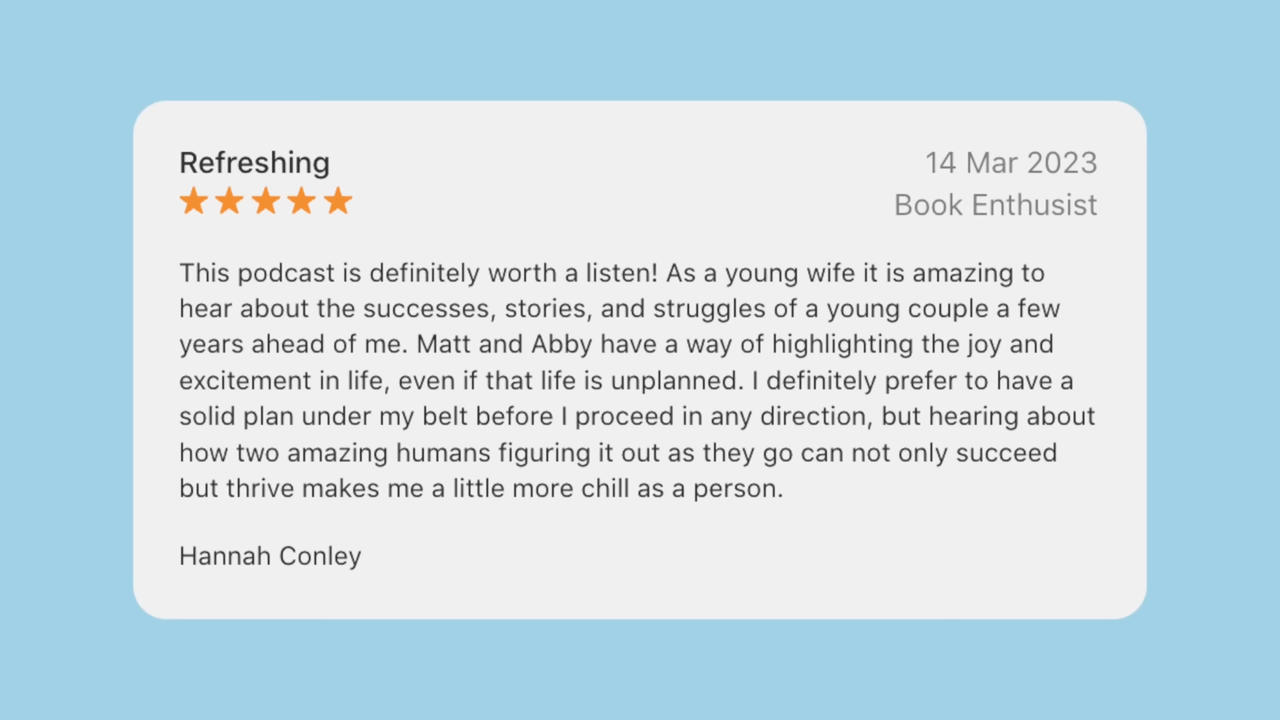 Refreshing
14 Mar 2023
Book Enthusist
This podcast is definitely worth a listen! As a young wife it is amazing to
hear about the successes, stories, and struggles of a young couple a few
years ahead of me. Matt and Abby have a way of highlighting the joy and
excitement in life, even if that life is unplanned. I definitely prefer to have a
solid plan under my belt before I proceed in any direction, but hearing about
how two amazing humans figuring it out as they go can not only succeed
but thrive makes me a little more chill as a person.
Hannah Conley